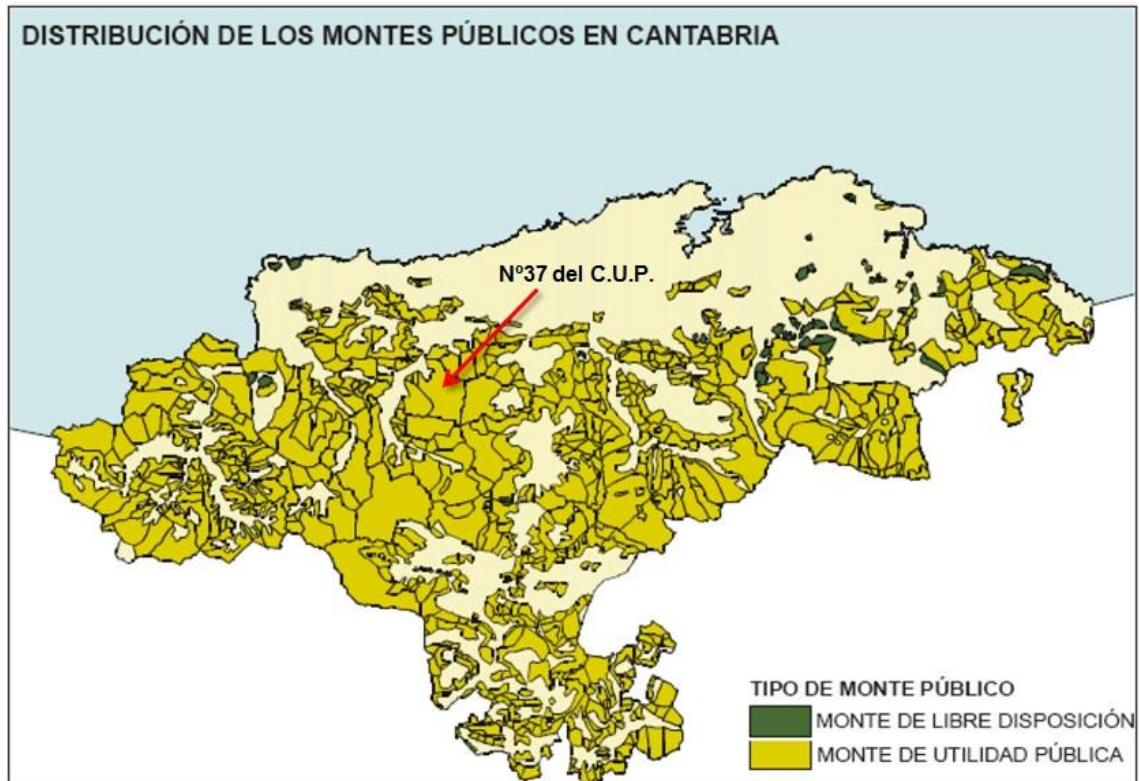 DISTRIBUCIÓN DE LOS MONTES PÚBLICOS EN CANTABRIA
Nº37 del C.U.P.
TIPO DE MONTE PÚBLICO
MONTE DE LIBRE DISPOSICIÓN
MONTE DE UTILIDAD PÚBLICA